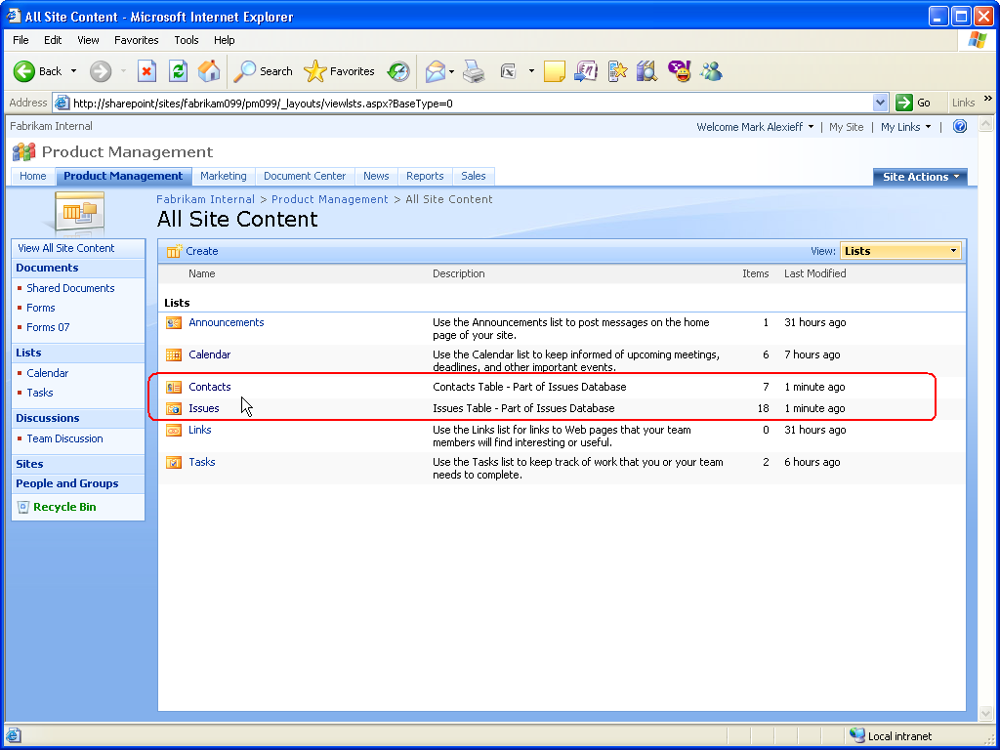 All Site Content - Microsoft Internet Explorer
File Edit View Favorites Tools Help
Back Search Favorites
Address http://sharepoint/sites/fabrikam099/pm099/_layouts/viewlsts.aspx?BaseType=0 Go Links »
Fabrikam Internal Welcome Mark Alexieff | My Site | My Links |
Product Management
Home Product Management Marketing Document Center News Reports Sales Site Actions
Fabrikam Internal > Product Management > All Site Content
All Site Content
View All Site Content
Documents
Shared Documents
Forms
Forms 07
Lists
Calendar
Tasks
Discussions
Team Discussion
Sites
People and Groups
Recycle Bin
Create View: Lists
Name Description Items Last Modified
Lists
Announcements Use the Announcements list to post messages on the home 1 31 hours ago
page of your site.
Calendar Use the Calendar list to keep informed of upcoming meetings, 6 7 hours ago
deadlines, and other important events.
Contacts Contacts Table - Part of Issues Database 7 1 minute ago
Issues Issues Table - Part of Issues Database 18 1 minute ago
Links Use the Links list for links to Web pages that your team 0 31 hours ago
members will find interesting or useful.
Tasks Use the Tasks list to keep track of work that you or your team 2 6 hours ago
needs to complete.
Local intranet